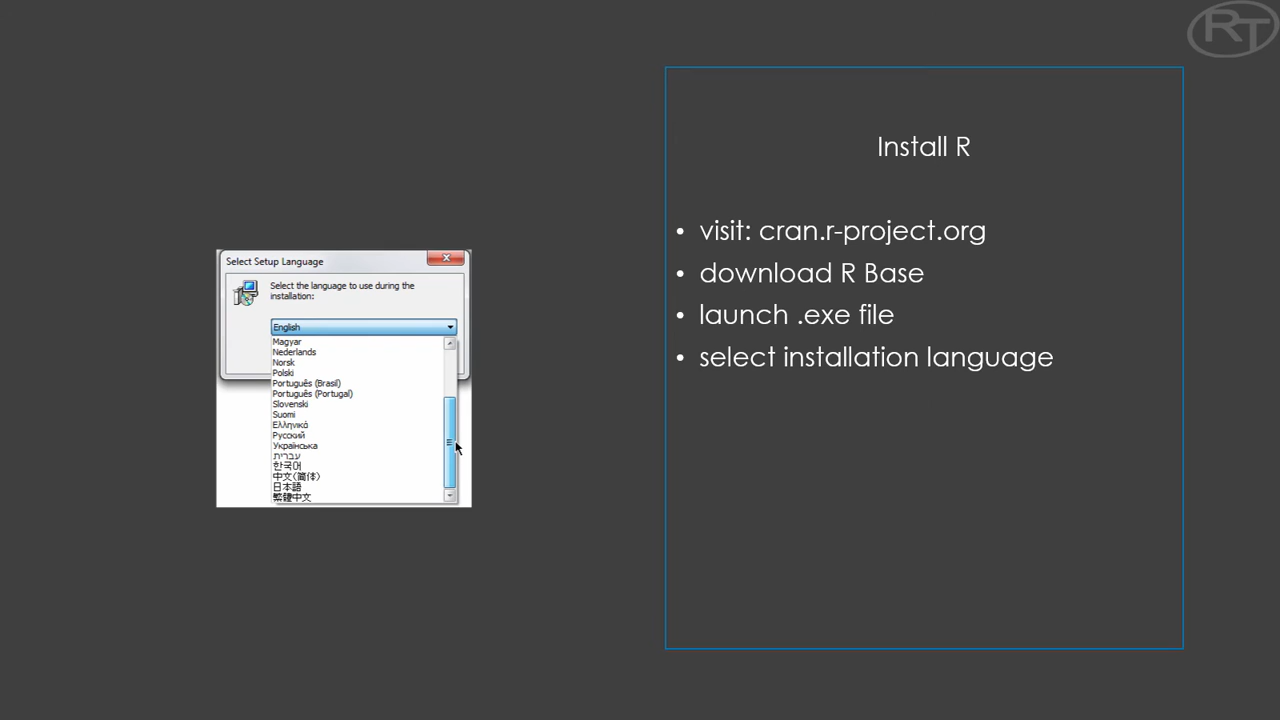 RT
Install R
• visit: cran.r-project.org
• download R Base
• launch .exe file
• select installation language
Select Setup Language
Select the language to use during the
installation:
English
Magyar
Nederlands
Norsk
Polski
Português (Brasil)
Português (Portugal)
Slovenski
Suomi
Ελληνικά
Русский
Українська
עברית
한국어
中文(简体)
日本語
繁體中文